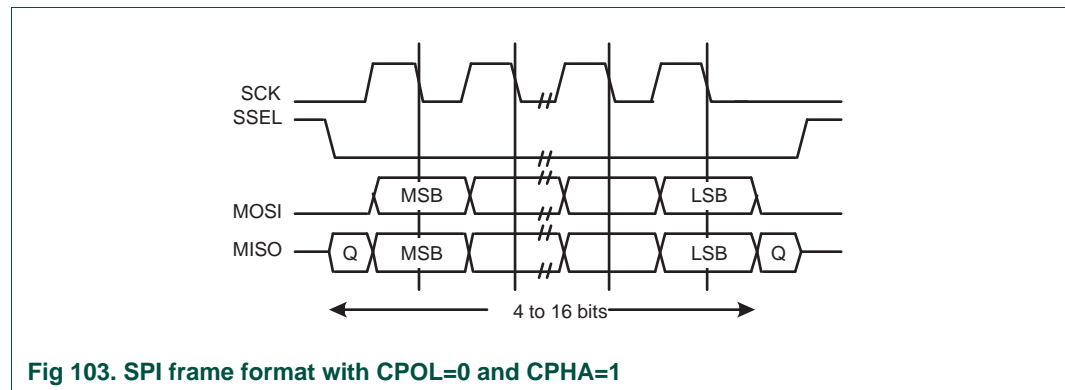 SCK
SSEL
MOSI MSB LSB
MISO Q MSB LSB Q
4 to 16 bits
Fig 103. SPI frame format with CPOL=0 and CPHA=1